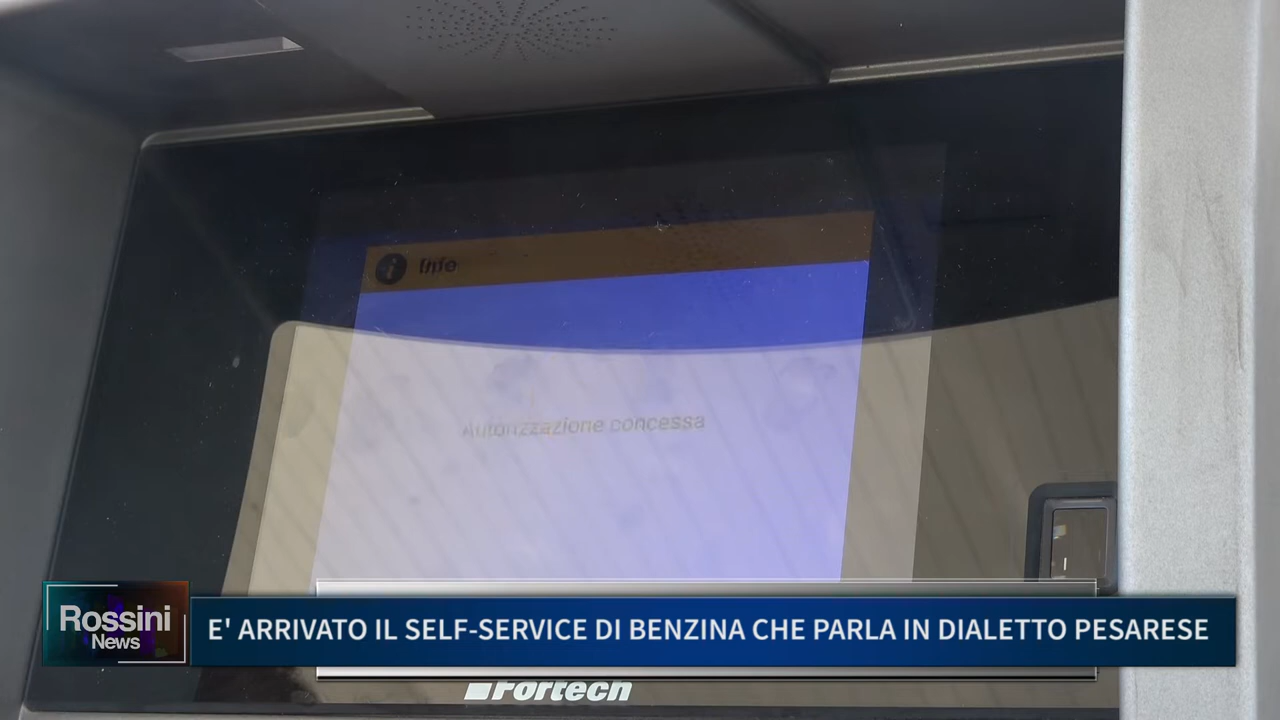 Info
Autorizzazione concessa
Rossini
News
E' ARRIVATO IL SELF-SERVICE DI BENZINA CHE PARLA IN DIALETTO PESARESE
Fortech